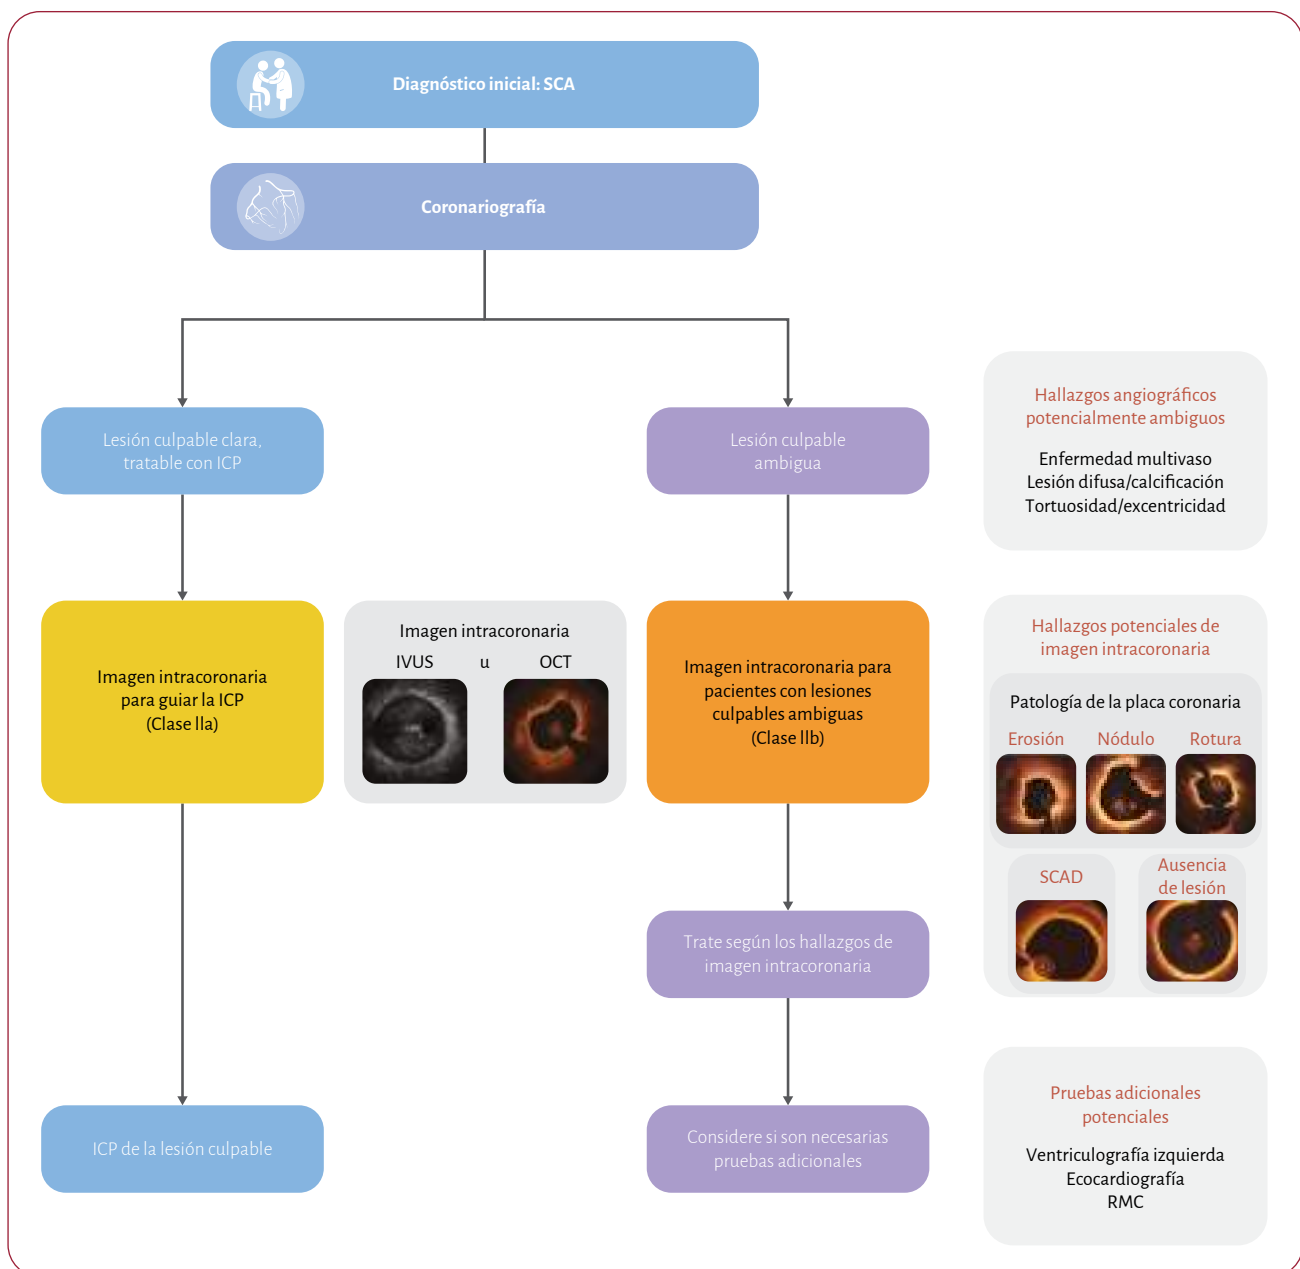 Diagnóstico inicial: SCA
Coronariografía
Lesión culpable clara,
tratable con ICP
Lesión culpable
ambigua
Hallazgos angiográficos
potencialmente ambiguos
Enfermedad multivaso
Lesión difusa/calcificación
Tortuosidad/excentricidad
Imagen intracoronaria
para guiar la ICP
(Clase lla)
Imagen intracoronaria
IVUS u OCT
Imagen intracoronaria para
pacientes con lesiones
culpables ambiguas
(Clase llb)
Hallazgos potenciales de
imagen intracoronaria
Patología de la placa coronaria
Erosión Nódulo Rotura
SCAD
Ausencia
de lesión
Trate según los hallazgos de
imagen intracoronaria
ICP de la lesión culpable
Considere si son necesarias
pruebas adicionales
Pruebas adicionales
potenciales
Ventriculografía izquierda
Ecocardiografía
RMC